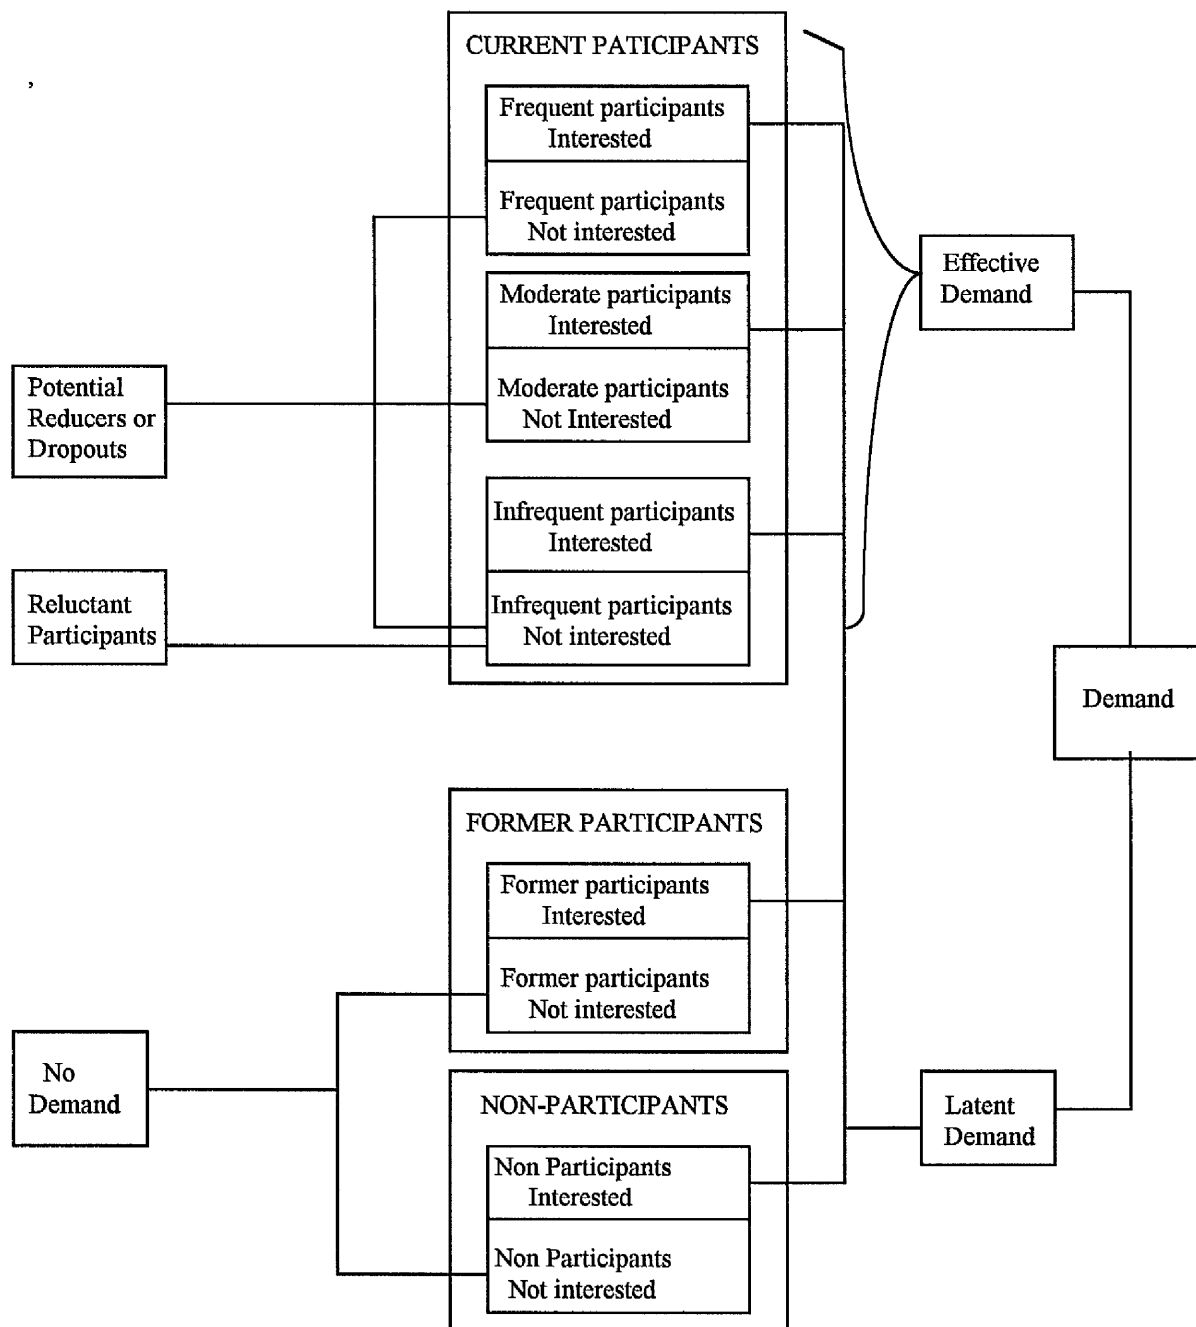 CURRENT PATICIPANTS
Frequent participants
Interested
Frequent participants
Not interested
Moderate participants
Interested
Moderate participants
Not Interested
Infrequent participants
Interested
Infrequent participants
Not interested
Potential
Reducers or
Dropouts
Reluctant
Participants
Effective
Demand
Demand
FORMER PARTICIPANTS
Former participants
Interested
Former participants
Not interested
No
Demand
NON-PARTICIPANTS
Non Participants
Interested
Non Participants
Not interested
Latent
Demand